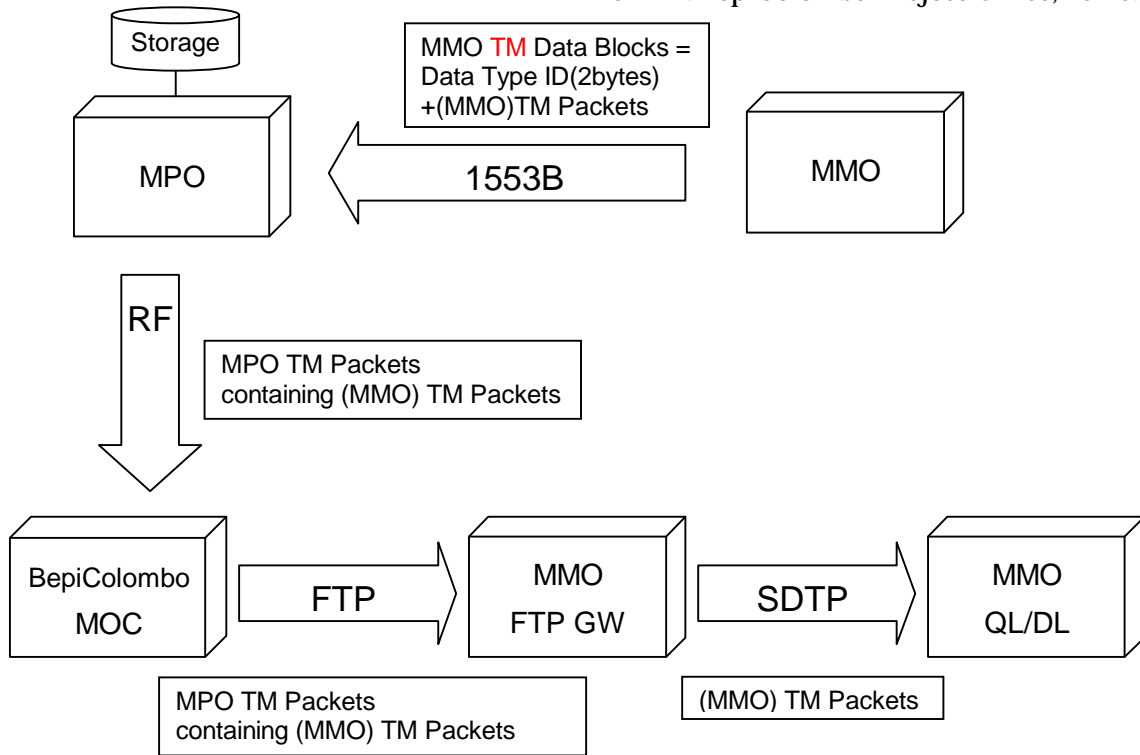 Storage
MMO TM Data Blocks =
Data Type ID(2bytes)
+(MMO)TM Packets
MPO
1553B
MMO
RF
MPO TM Packets
containing (MMO) TM Packets
BepiColombo
MOC
FTP
MMO
FTP GW
SDTP
MMO
QL/DL
MPO TM Packets
containing (MMO) TM Packets
(MMO) TM Packets